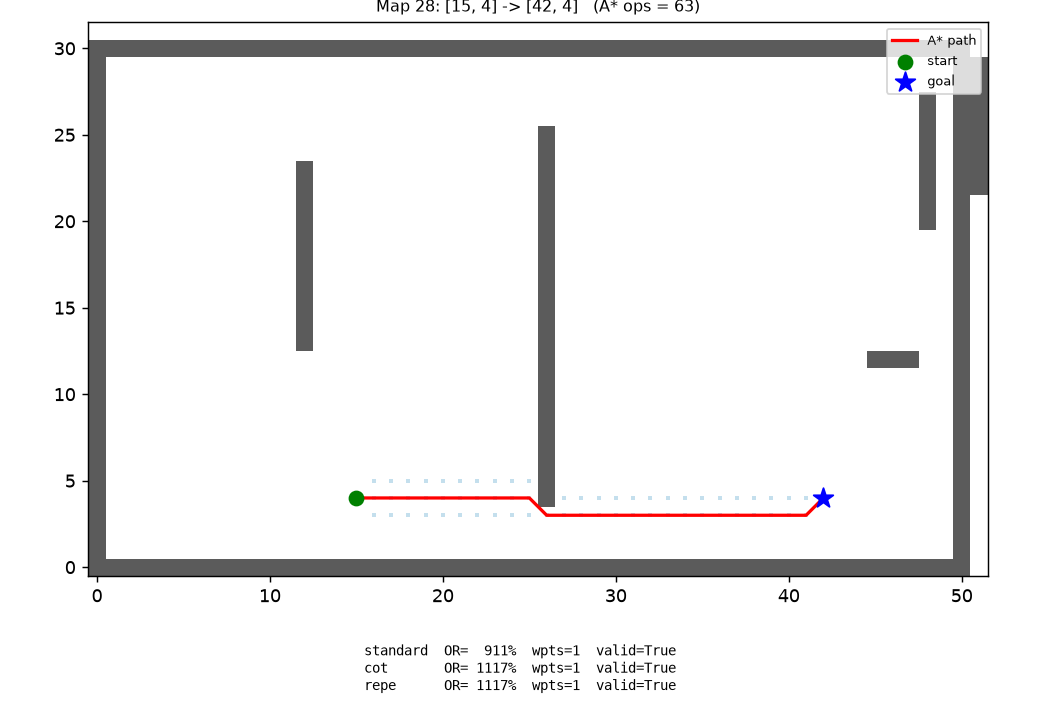 Map 28: [15, 4] -> [42, 4]   (A* ops = 63)
A* path
start
goal
30
25
20
15
10
5
0
0 10 20 30 40 50
standard  OR=  911%  wpts=1  valid=True
cot       OR= 1117%  wpts=1  valid=True
repe      OR= 1117%  wpts=1  valid=True